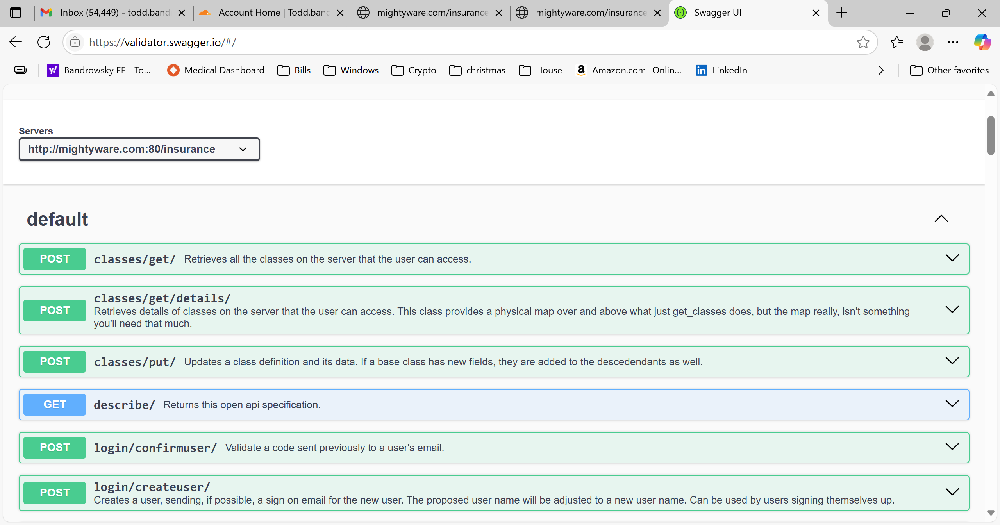 Inbox (54,449) - todd.band
Account Home | Todd.banc
mightyware.com/insurance
mightyware.com/insurance
Swagger UI
https://validator.swagger.io/#/
Bandrowsky FF - To...
Medical Dashboard
Bills
Windows
Crypto
christmas
House
Amazon.com- Onlin...
LinkedIn
Other favorites
Servers
http://mightyware.com:80/insurance
default
POST classes/get/ Retrieves all the classes on the server that the user can access.
POST classes/get/details/
Retrieves details of classes on the server that the user can access. This class provides a physical map over and above what just get_classes does, but the map really, isn't something
you'll need that much.
POST classes/put/ Updates a class definition and its data. If a base class has new fields, they are added to the descedendants as well.
GET describe/ Returns this open api specification.
POST login/confirmuser/ Validate a code sent previously to a user's email.
POST login/createuser/
Creates a user, sending, if possible, a sign on email for the new user. The proposed user name will be adjusted to a new user name. Can be used by users signing themselves up.